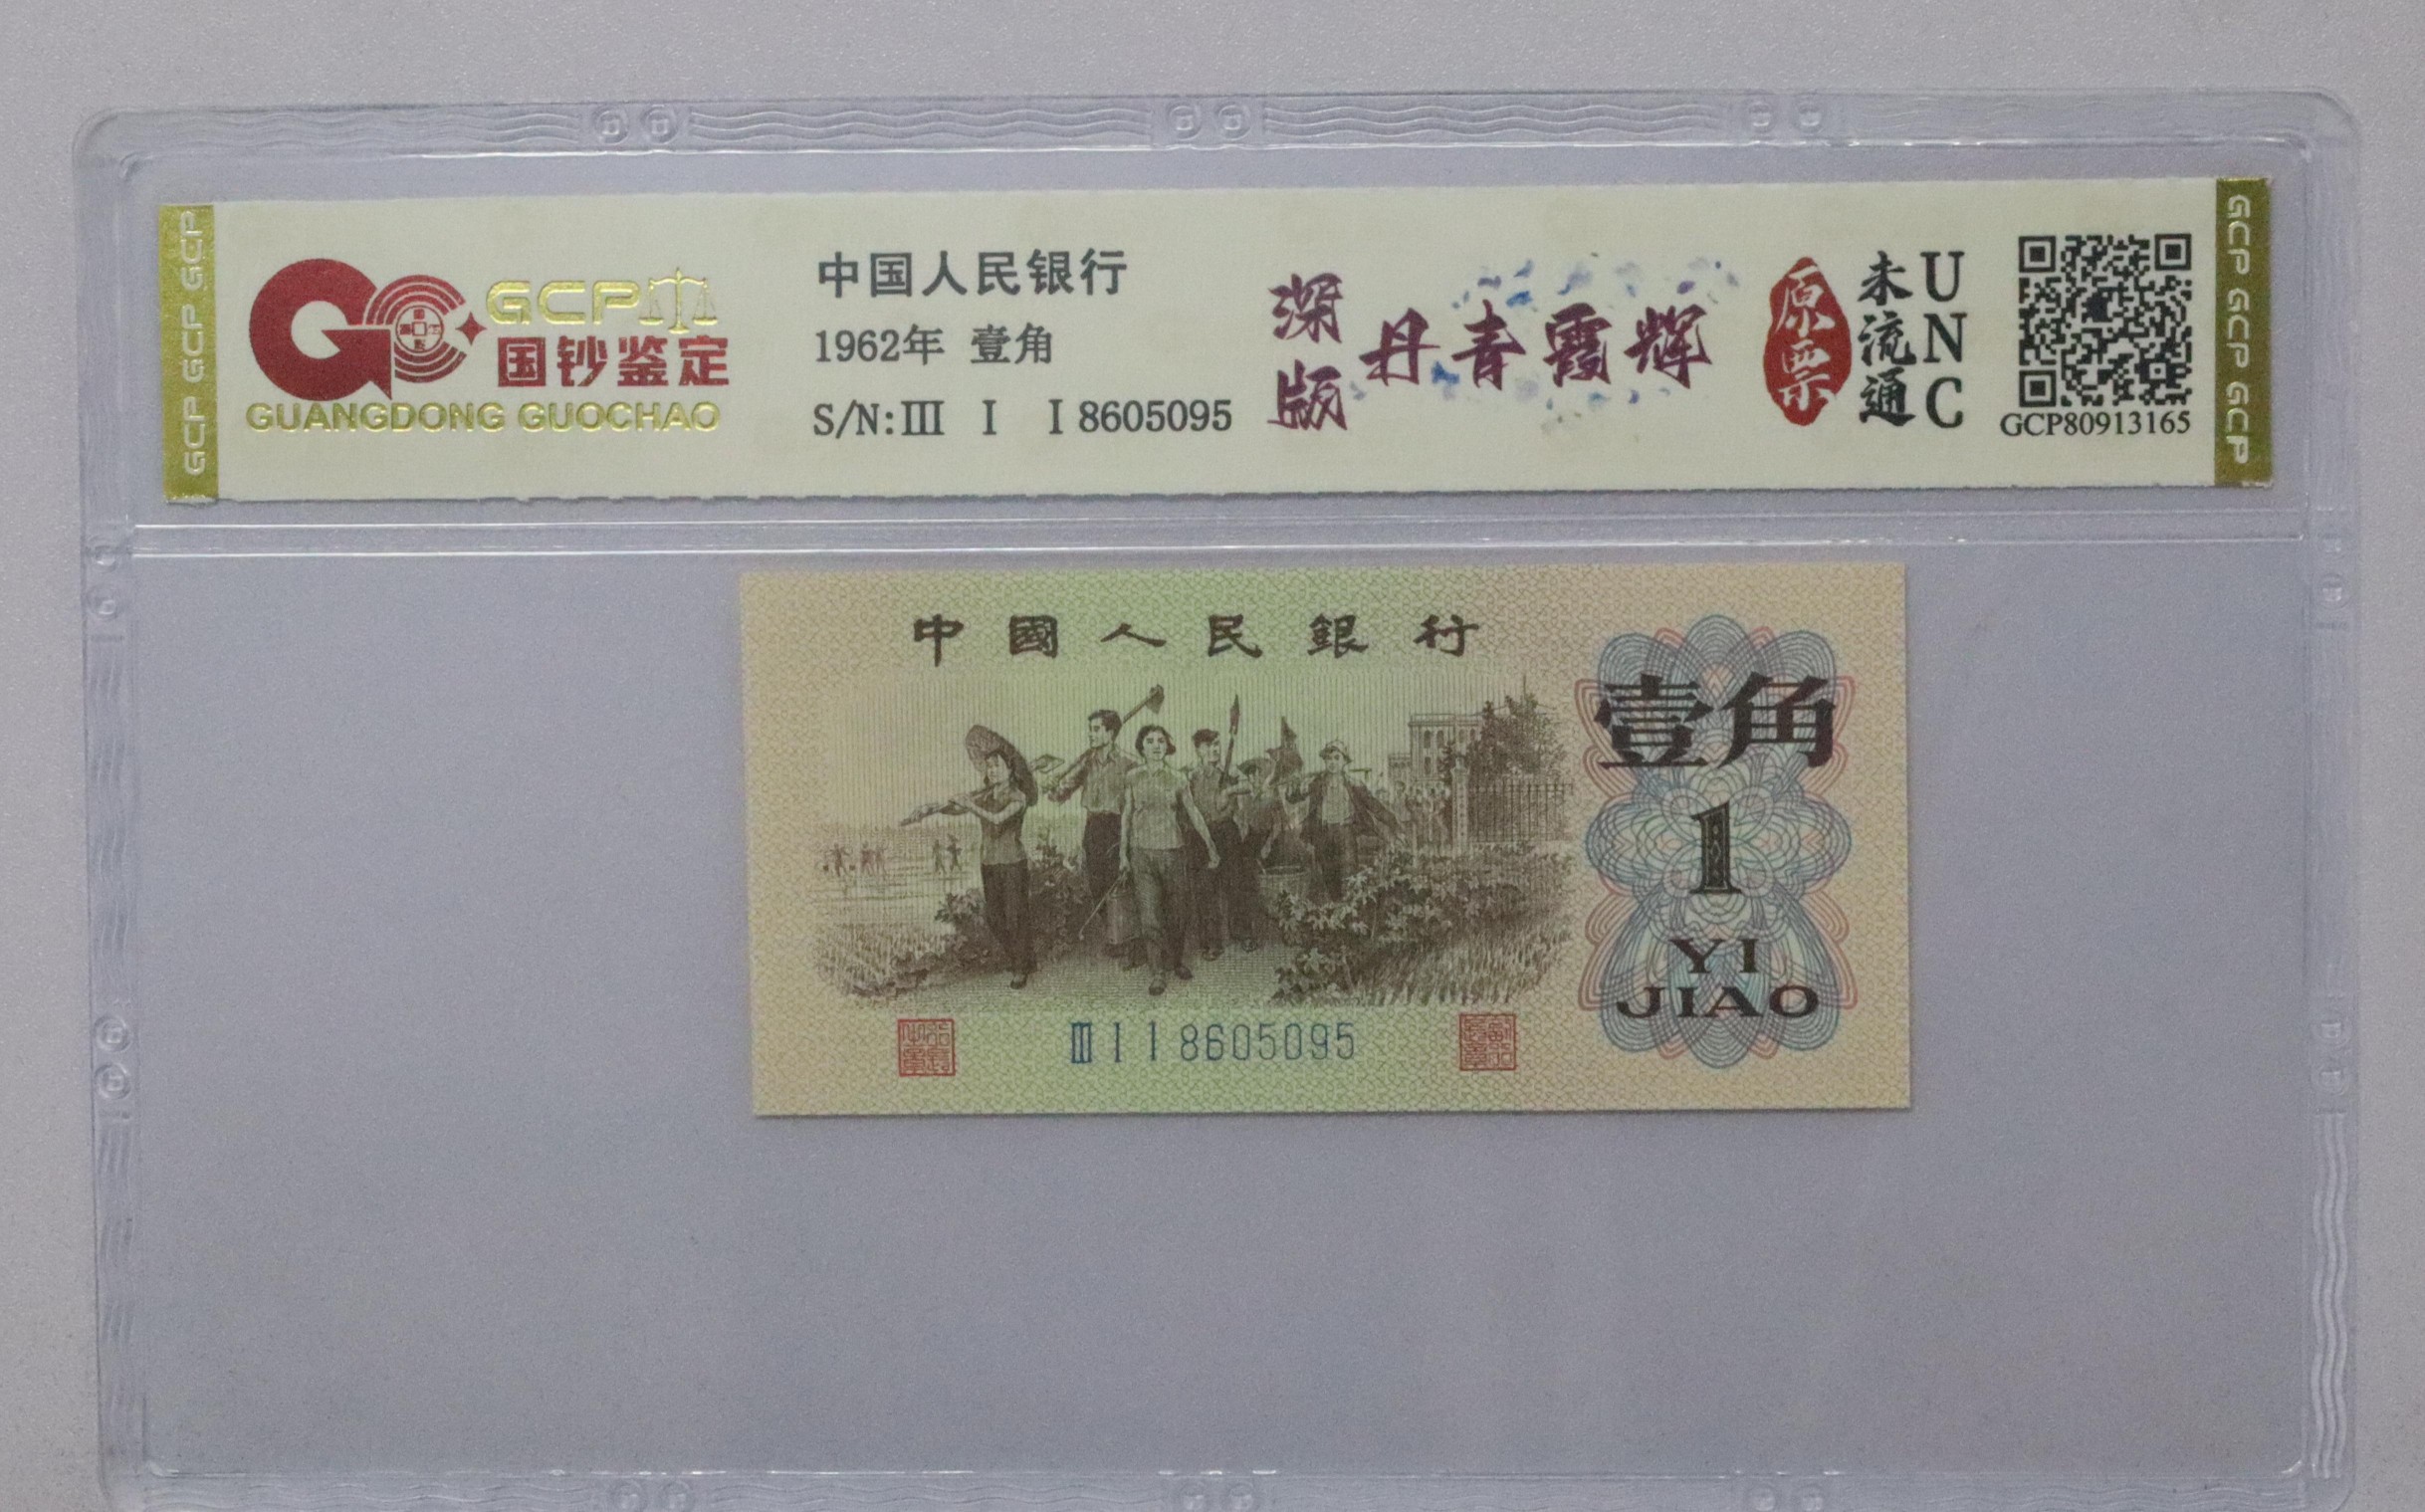 GCP GCP GCP
GCP
国钞鉴定
GUANGDONG GUOCHAO
中国人民银行
1962年 壹角
S/N:III I I 8605095
深版
丹青霞辉
原票
未流通
UNC
GCP80913165
GCP GCP GCP
中國人民銀行
壹角
1
YI
JIAO
III I I 8605095